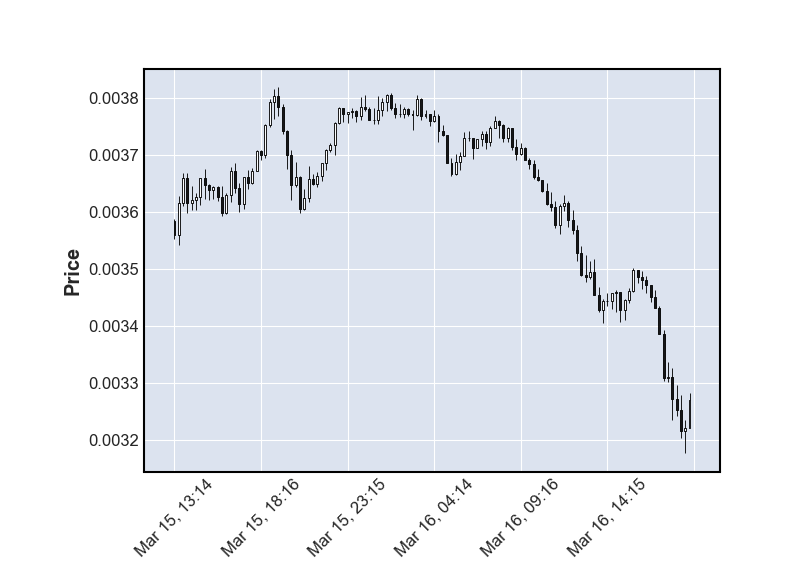 0.0038
0.0037
0.0036
0.0035
0.0034
0.0033
0.0032
Price
Mar 15, 13:14
Mar 15, 18:16
Mar 15, 23:15
Mar 16, 04:14
Mar 16, 09:16
Mar 16, 14:15